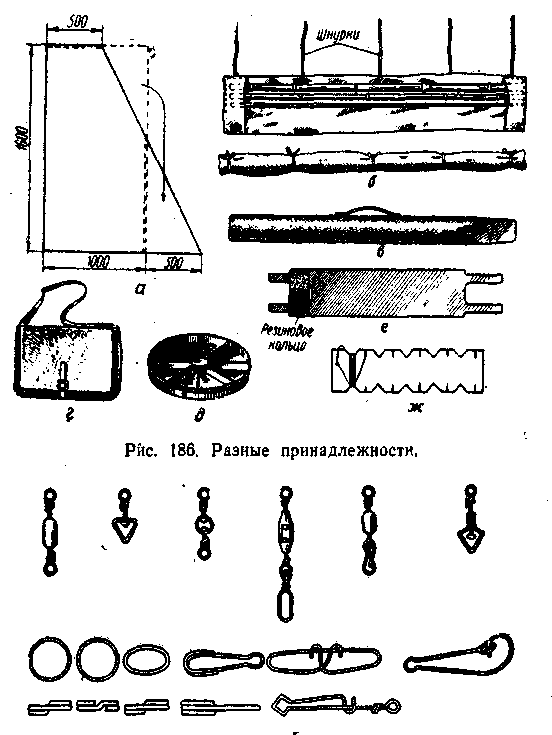 500
Шнурки
1600
б
в
1000
500
а
Резиновое
кольцо
е
г
д
ж
Рис. 186. Разные принадлежности.